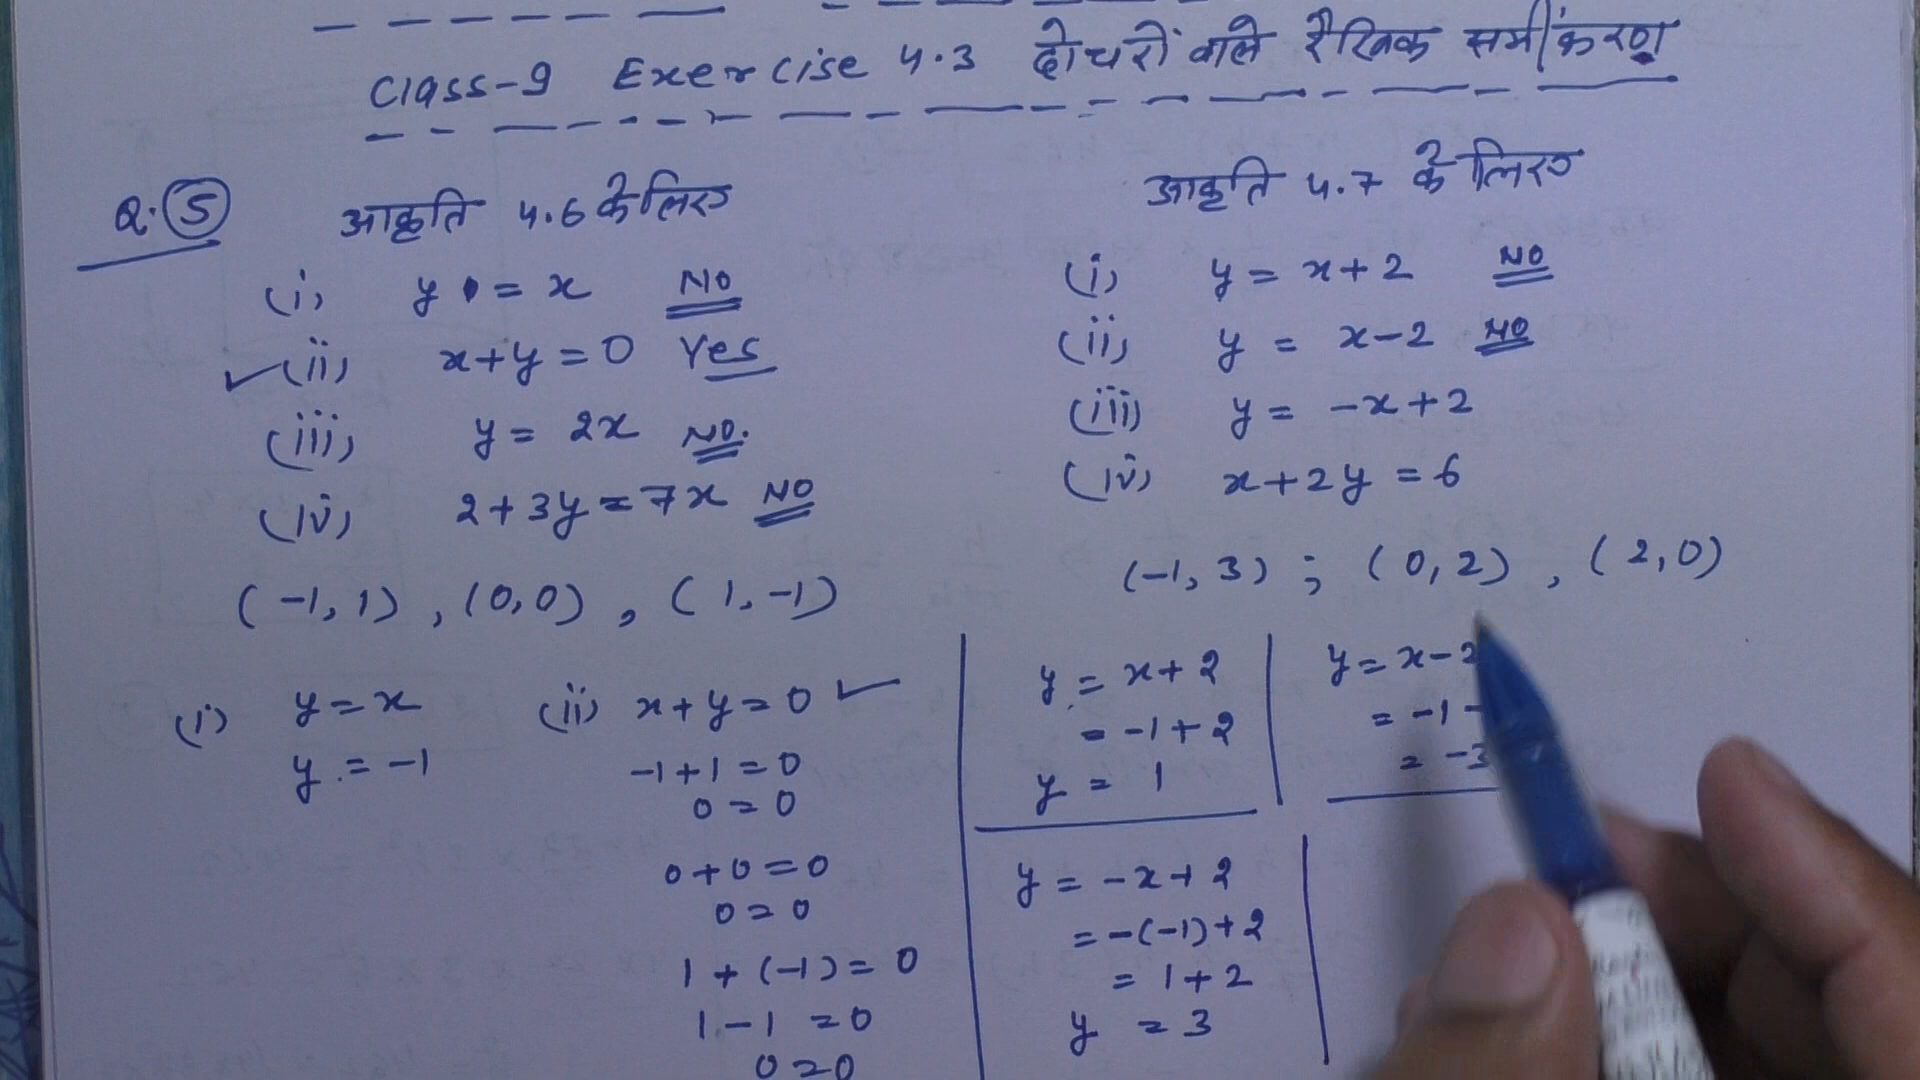 Class-9 Exercise 4.3 दो चरों वाले रैखिक समीकरण
Q. 5
आकृति 4.6 के लिए
(i) y = x NO
(ii) x+y=0 Yes
(iii) y = 2x NO.
(iv) 2+3y=7x NO
(-1, 1), (0,0), (1,-1)
(i) y=x
y=-1
(ii) x+y=0
-1+1=0
0=0
0+0=0
0=0
1+(-1)=0
1-1=0
0=0
आकृति 4.7 के लिए
(i) y = x+2 NO
(ii) y = x-2 NO
(iii) y = -x+2
(iv) x+2y=6
(-1, 3); (0,2), (2,0)
y = x+2
= -1+2
y = 1
y=x-2
= -1-
= -3
y = -x+2
= -(-1)+2
= 1+2
y = 3